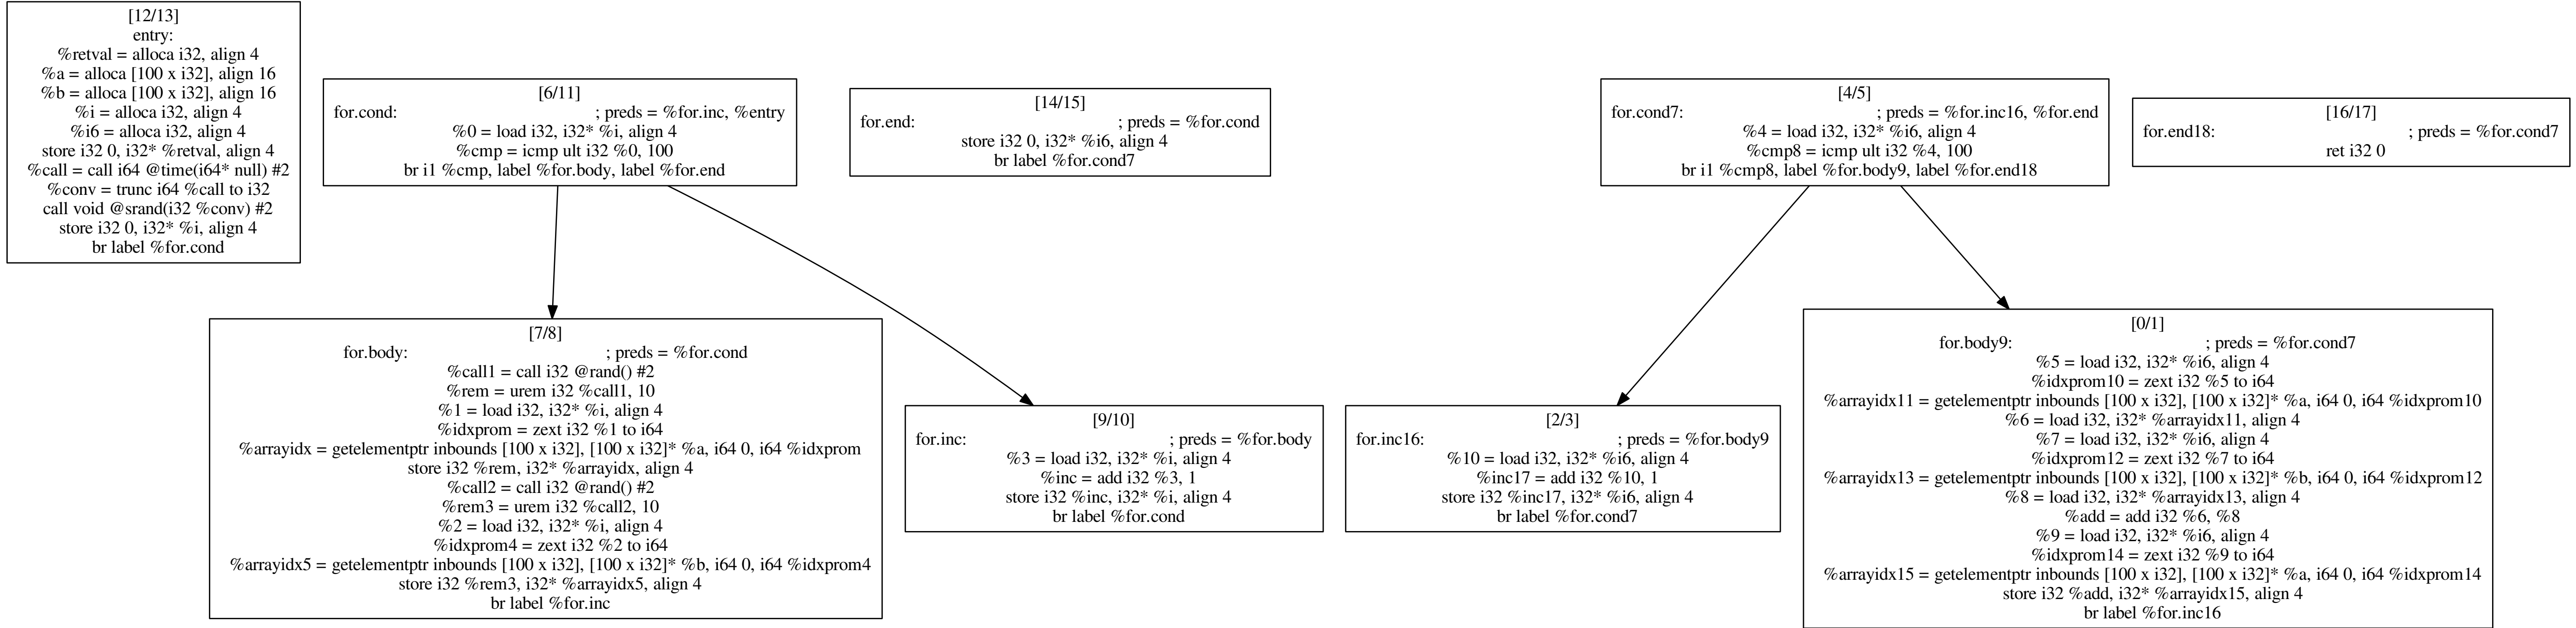 [12/13]
entry:
%retval = alloca i32, align 4
%a = alloca [100 x i32], align 16
%b = alloca [100 x i32], align 16
%i = alloca i32, align 4
%i6 = alloca i32, align 4
store i32 0, i32* %retval, align 4
%call = call i64 @time(i64* null) #2
%conv = trunc i64 %call to i32
call void @srand(i32 %conv) #2
store i32 0, i32* %i, align 4
br label %for.cond
[6/11]
for.cond: ; preds = %for.inc, %entry
%0 = load i32, i32* %i, align 4
%cmp = icmp ult i32 %0, 100
br i1 %cmp, label %for.body, label %for.end
[14/15]
for.end: ; preds = %for.cond
store i32 0, i32* %i6, align 4
br label %for.cond7
[4/5]
for.cond7: ; preds = %for.inc16, %for.end
%4 = load i32, i32* %i6, align 4
%cmp8 = icmp ult i32 %4, 100
br i1 %cmp8, label %for.body9, label %for.end18
[16/17]
for.end18: ; preds = %for.cond7
ret i32 0
[7/8]
for.body: ; preds = %for.cond
%call1 = call i32 @rand() #2
%rem = urem i32 %call1, 10
%1 = load i32, i32* %i, align 4
%idxprom = zext i32 %1 to i64
%arrayidx = getelementptr inbounds [100 x i32], [100 x i32]* %a, i64 0, i64 %idxprom
store i32 %rem, i32* %arrayidx, align 4
%call2 = call i32 @rand() #2
%rem3 = urem i32 %call2, 10
%2 = load i32, i32* %i, align 4
%idxprom4 = zext i32 %2 to i64
%arrayidx5 = getelementptr inbounds [100 x i32], [100 x i32]* %b, i64 0, i64 %idxprom4
store i32 %rem3, i32* %arrayidx5, align 4
br label %for.inc
[9/10]
for.inc: ; preds = %for.body
%3 = load i32, i32* %i, align 4
%inc = add i32 %3, 1
store i32 %inc, i32* %i, align 4
br label %for.cond
[2/3]
for.inc16: ; preds = %for.body9
%10 = load i32, i32* %i6, align 4
%inc17 = add i32 %10, 1
store i32 %inc17, i32* %i6, align 4
br label %for.cond7
[0/1]
for.body9: ; preds = %for.cond7
%5 = load i32, i32* %i6, align 4
%idxprom10 = zext i32 %5 to i64
%arrayidx11 = getelementptr inbounds [100 x i32], [100 x i32]* %a, i64 0, i64 %idxprom10
%6 = load i32, i32* %arrayidx11, align 4
%7 = load i32, i32* %i6, align 4
%idxprom12 = zext i32 %7 to i64
%arrayidx13 = getelementptr inbounds [100 x i32], [100 x i32]* %b, i64 0, i64 %idxprom12
%8 = load i32, i32* %arrayidx13, align 4
%add = add i32 %6, %8
%9 = load i32, i32* %i6, align 4
%idxprom14 = zext i32 %9 to i64
%arrayidx15 = getelementptr inbounds [100 x i32], [100 x i32]* %a, i64 0, i64 %idxprom14
store i32 %add, i32* %arrayidx15, align 4
br label %for.inc16